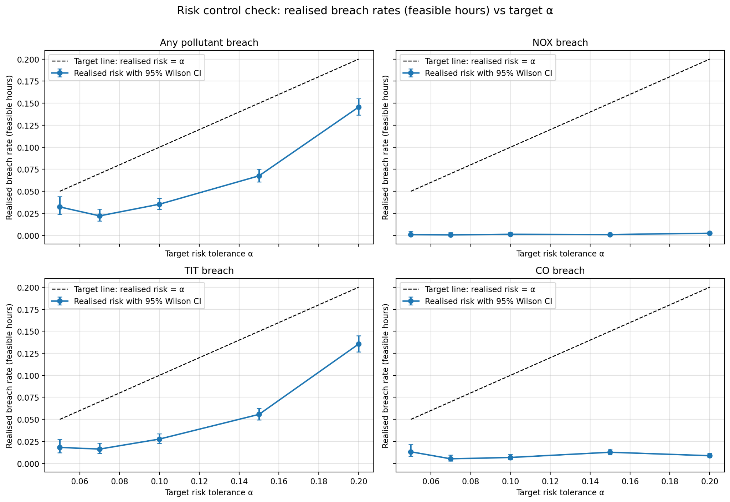 Risk control check: realised breach rates (feasible hours) vs target α
Any pollutant breach
Target line: realised risk = α
Realised risk with 95% Wilson CI
Realised breach rate (feasible hours)
0.200
0.175
0.150
0.125
0.100
0.075
0.050
0.025
0.000
Target risk tolerance α
NOX breach
Target line: realised risk = α
Realised risk with 95% Wilson CI
Realised breach rate (feasible hours)
Target risk tolerance α
TIT breach
Target line: realised risk = α
Realised risk with 95% Wilson CI
Realised breach rate (feasible hours)
0.200
0.175
0.150
0.125
0.100
0.075
0.050
0.025
0.000
0.06 0.08 0.10 0.12 0.14 0.16 0.18 0.20
Target risk tolerance α
CO breach
Target line: realised risk = α
Realised risk with 95% Wilson CI
Realised breach rate (feasible hours)
0.06 0.08 0.10 0.12 0.14 0.16 0.18 0.20
Target risk tolerance α